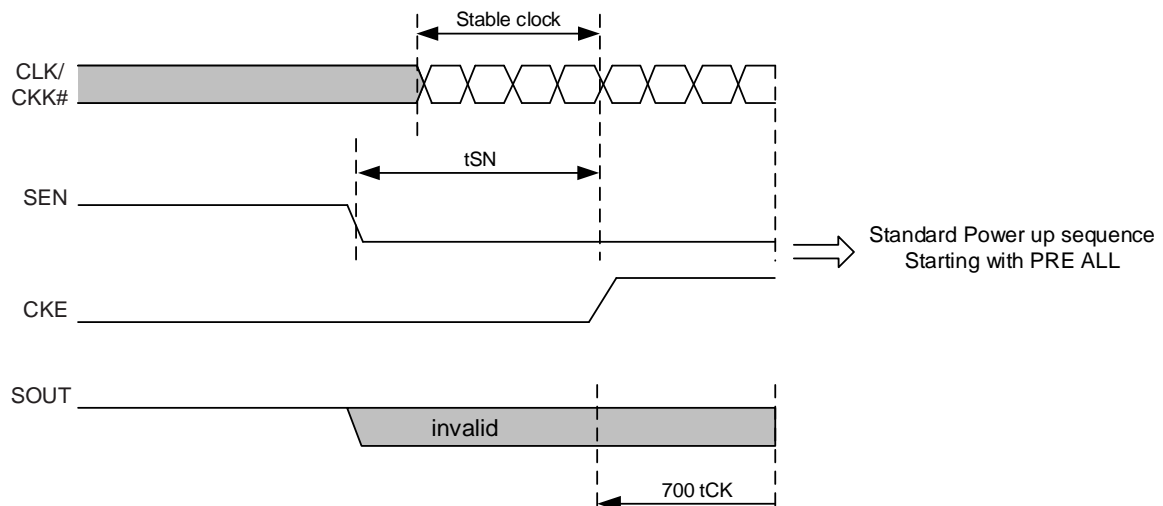 Stable clock
CLK/
CKK#
tSN
SEN
Standard Power up sequence
Starting with PRE ALL
CKE
SOUT
invalid
700 tCK